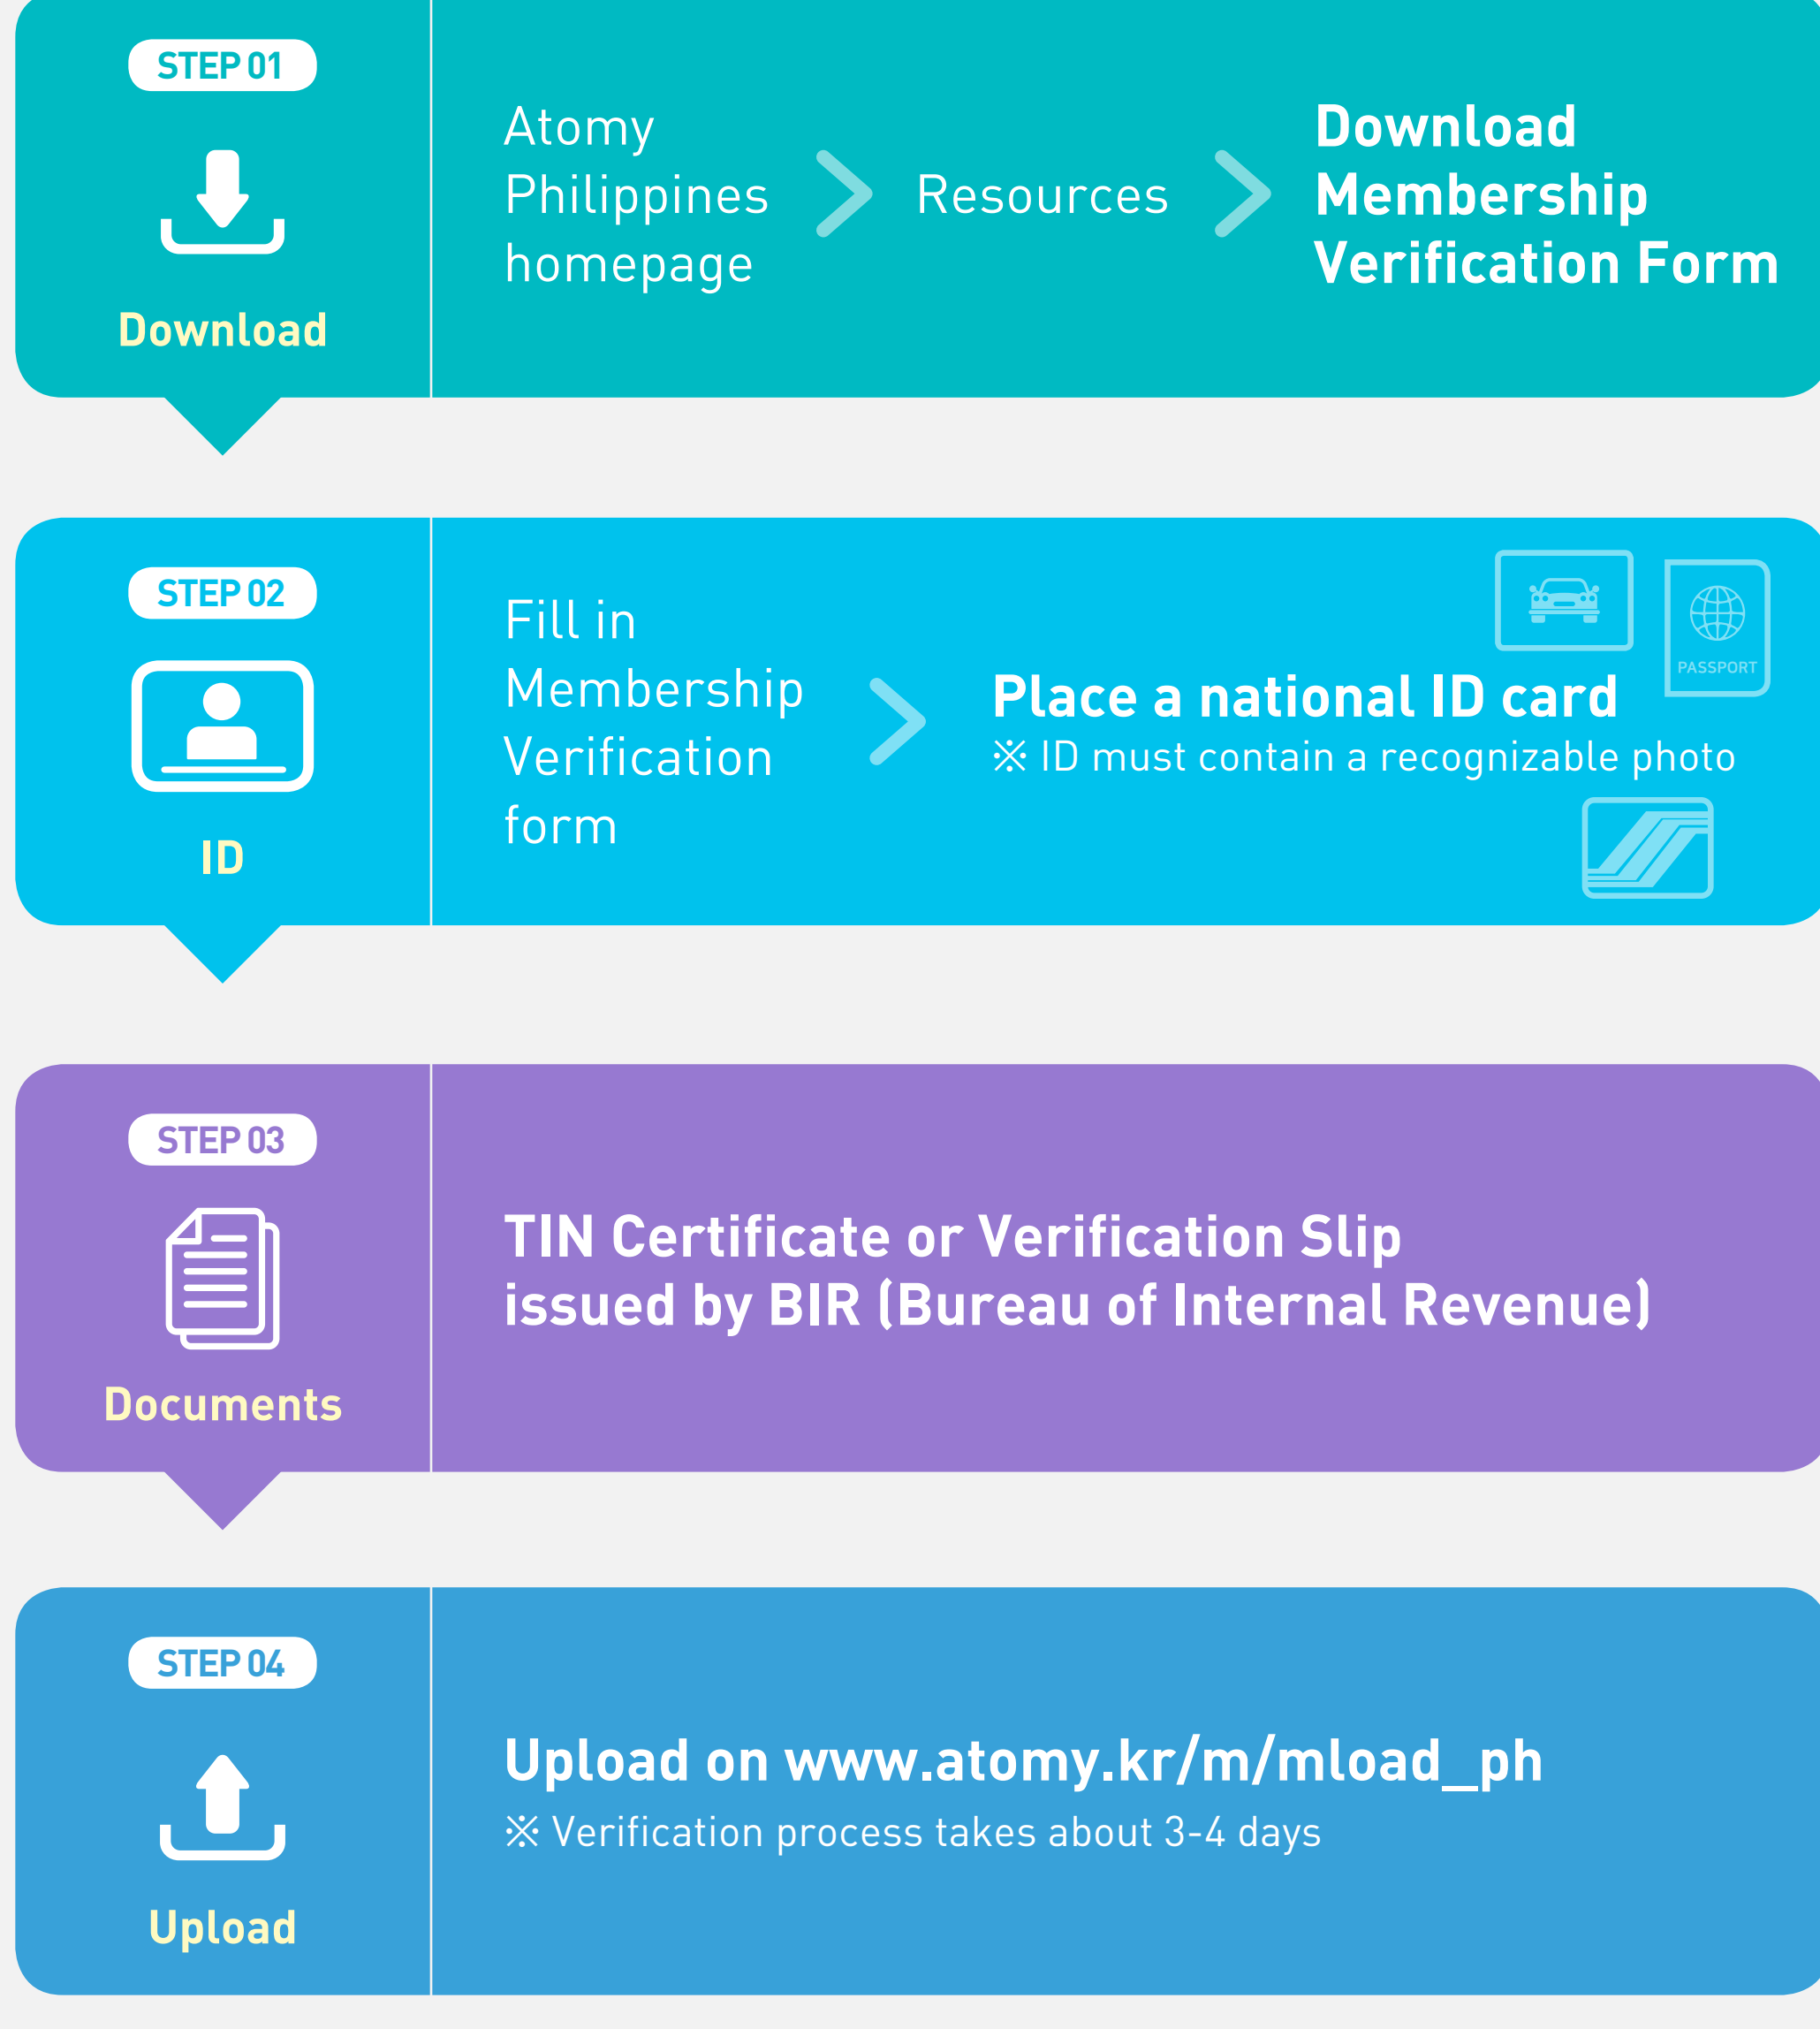 STEP 01
Download
Atomy
Philippines
homepage
Resources
Download
Membership
Verification Form
STEP 02
ID
Fill in
Membership
Verification
form
PASSPORT
Place a national ID card
※ ID must contain a recognizable photo
STEP 03
Documents
TIN Certificate or Verification Slip
issued by BIR (Bureau of Internal Revenue)
STEP 04
Upload
Upload on www.atomy.kr/m/mload_ph
※ Verification process takes about 3-4 days